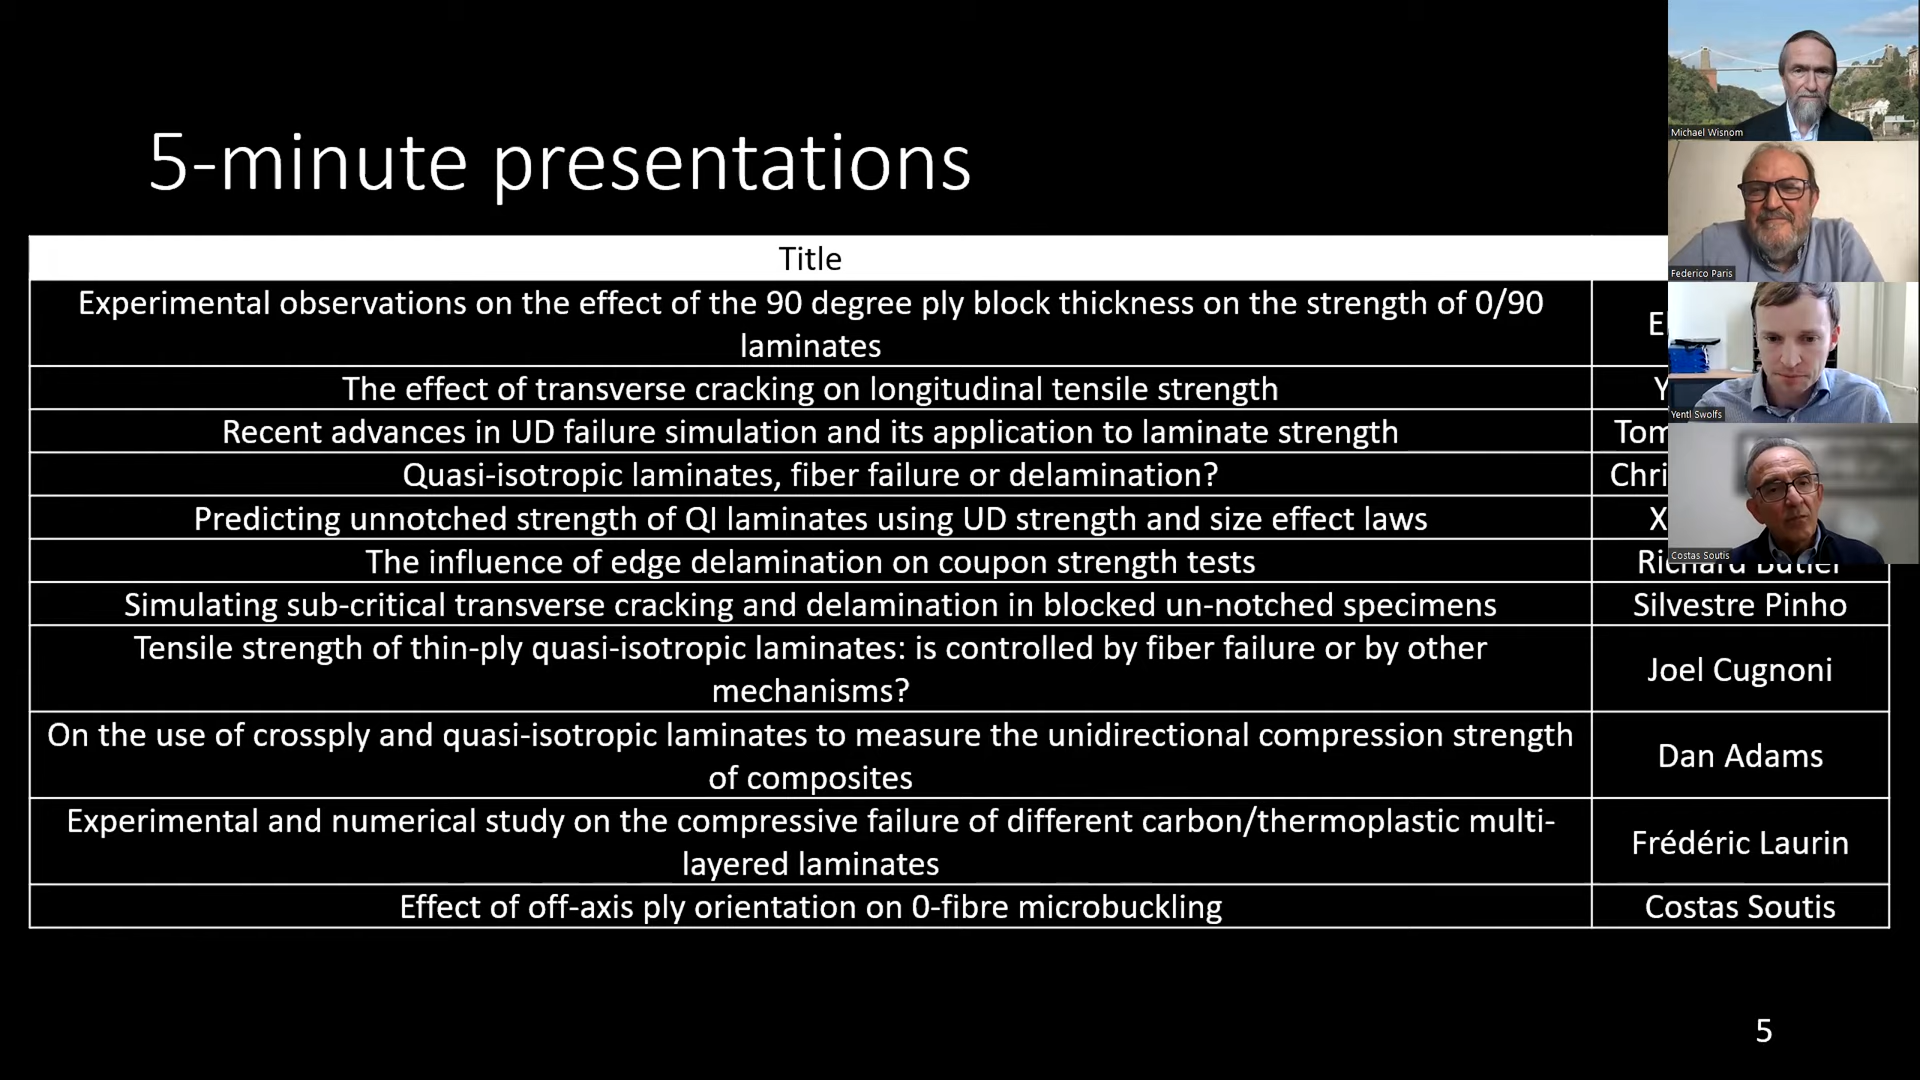 5-minute presentations
Title
Experimental observations on the effect of the 90 degree ply block thickness on the strength of 0/90
laminates
The effect of transverse cracking on longitudinal tensile strength
Recent advances in UD failure simulation and its application to laminate strength
Tom
Quasi-isotropic laminates, fiber failure or delamination?
Chri
Predicting unnotched strength of QI laminates using UD strength and size effect laws
X
The influence of edge delamination on coupon strength tests
Richard Butler
Simulating sub-critical transverse cracking and delamination in blocked un-notched specimens
Silvestre Pinho
Tensile strength of thin-ply quasi-isotropic laminates: is controlled by fiber failure or by other
mechanisms?
Joel Cugnoni
On the use of crossply and quasi-isotropic laminates to measure the unidirectional compression strength
of composites
Dan Adams
Experimental and numerical study on the compressive failure of different carbon/thermoplastic multi-
layered laminates
Frédéric Laurin
Effect of off-axis ply orientation on 0-fibre microbuckling
Costas Soutis
5
Michael Wisnom
Federico Paris
Yentl Swolfs
Costas Soutis